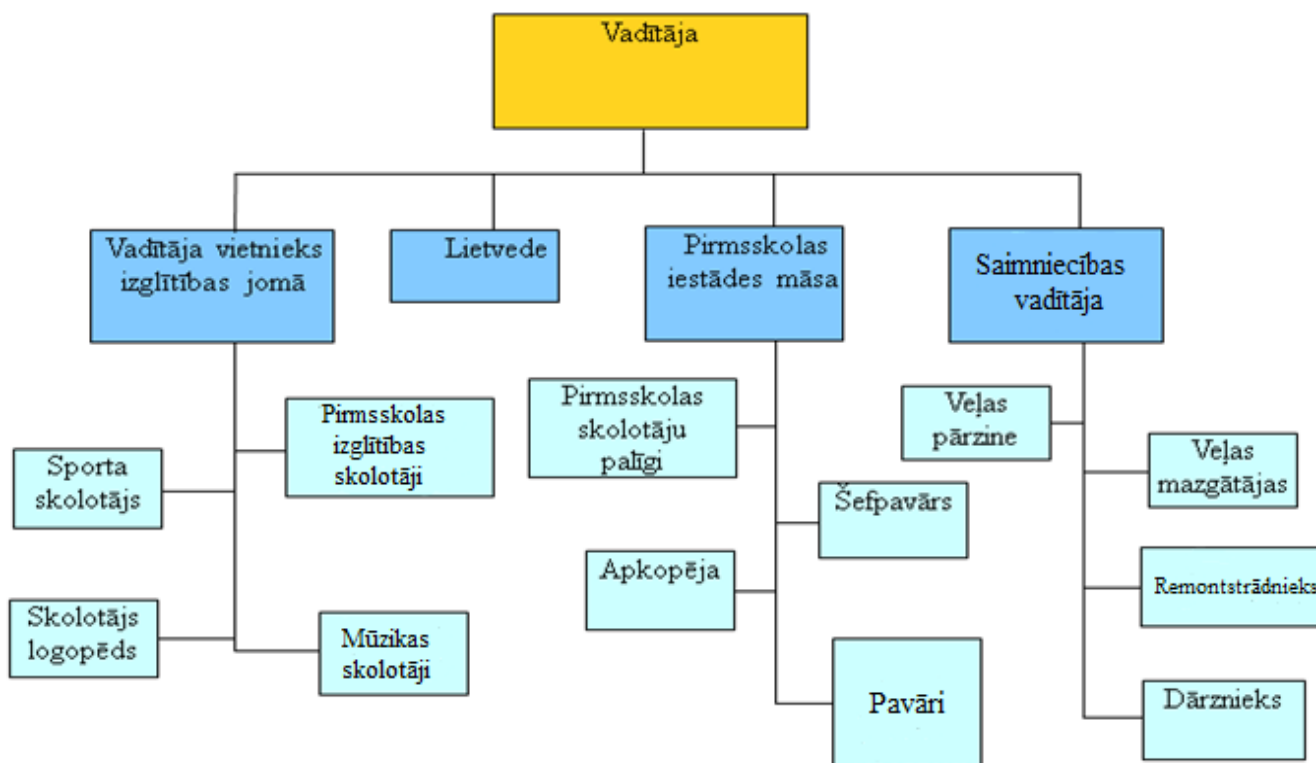 Vadītāja
Vadītāja vietnieks
izglītības jomā
Lietvede
Pirmsskolas
iestādes māsa
Saimniecības
vadītāja
Pirmsskolas
izglītības
skolotāji
Sporta
skolotājs
Skolotājs
logopēds
Mūzikas
skolotāji
Pirmsskolas
skolotāju
palīgi
Šefpavārs
Apkopēja
Pavāri
Veļas
pārzine
Veļas
mazgātājas
Remontstrādnieks
Dārznieks